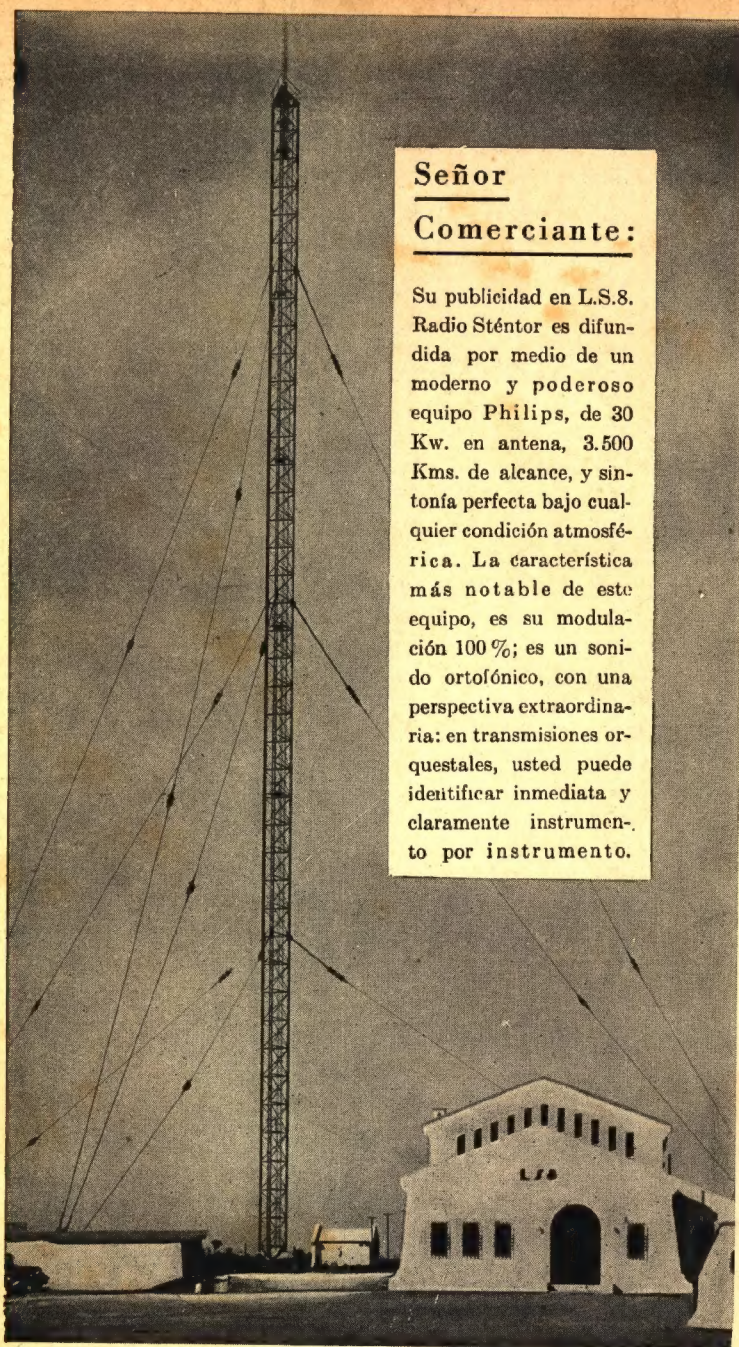 Señor
Comerciante:
Su publicidad en L.S.8.
Radio Sténtor es difun-
dida por medio de un
moderno y poderoso
equipo Philips, de 30
Kw. en antena, 3.500
Kms. de alcance, y sin-
tonía perfecta bajo cual-
quier condición atmosfé-
rica. La característica
más notable de este
equipo, es su modula-
ción 100 %; es un soni-
do ortofónico, con una
perspectiva extraordina-
ria: en transmisiones or-
questales, usted puede
identificar inmediata y
claramente instrumen-
to por instrumento.
LS8